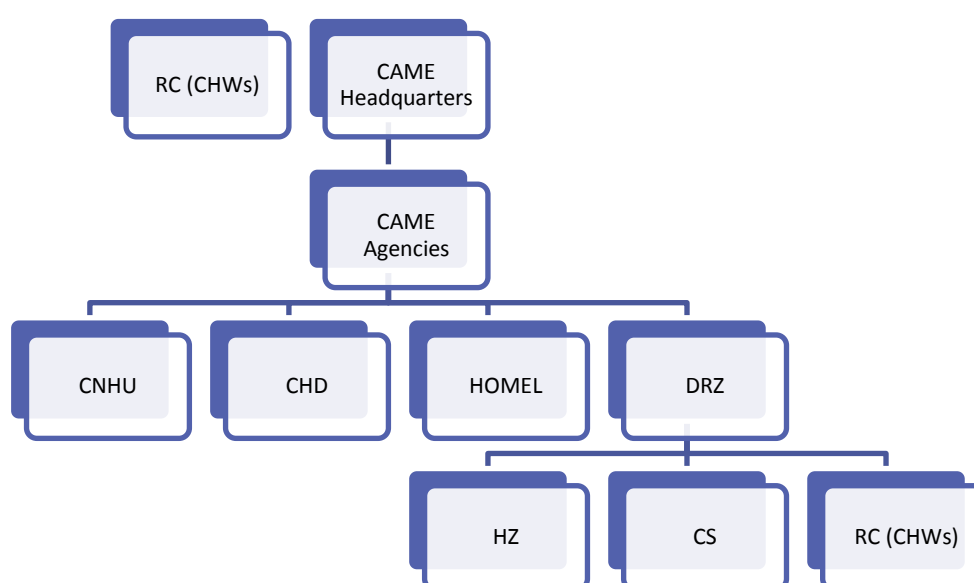 RC (CHWs)
CAME
Headquarters
CAME
Agencies
CNHU
CHD
HOMEL
DRZ
HZ
CS
RC (CHWs)